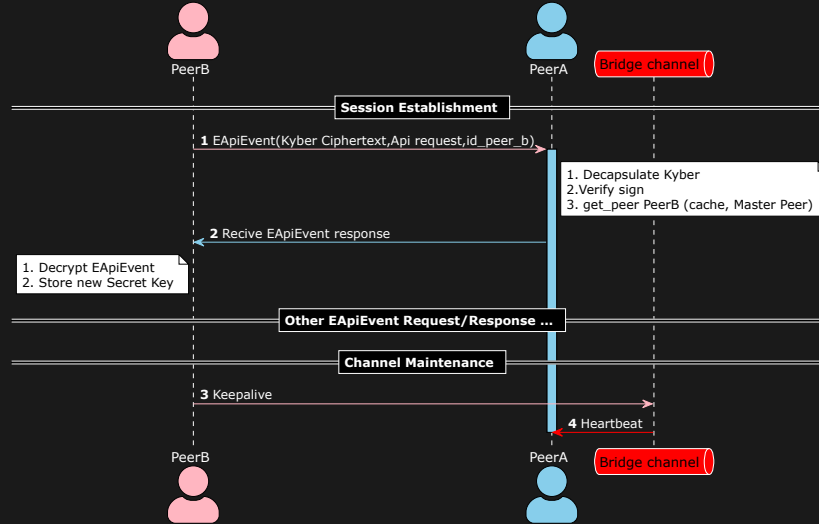 PeerB
PeerA
Bridge channel
Session Establishment
1 EApiEvent(Kyber Ciphertext,Api request,id_peer_b)
1. Decapsulate Kyber
2.Verify sign
3. get_peer PeerB (cache, Master Peer)
2 Recive EApiEvent response
1. Decrypt EApiEvent
2. Store new Secret Key
Other EApiEvent Request/Response ...
Channel Maintenance
3 Keepalive
4 Heartbeat
PeerB
PeerA
Bridge channel